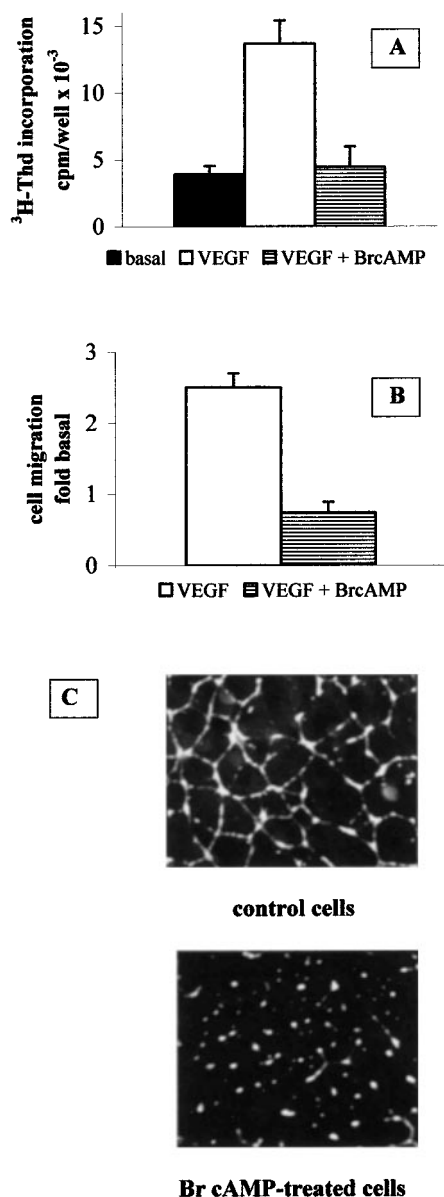 15
A
10
5
0
³H-Thd incorporation
cpm/well x 10⁻³
basal VEGF VEGF + BrcAMP
3
B
2
1
0
cell migration
fold basal
VEGF VEGF + BrcAMP
C
control cells
Br cAMP-treated cells